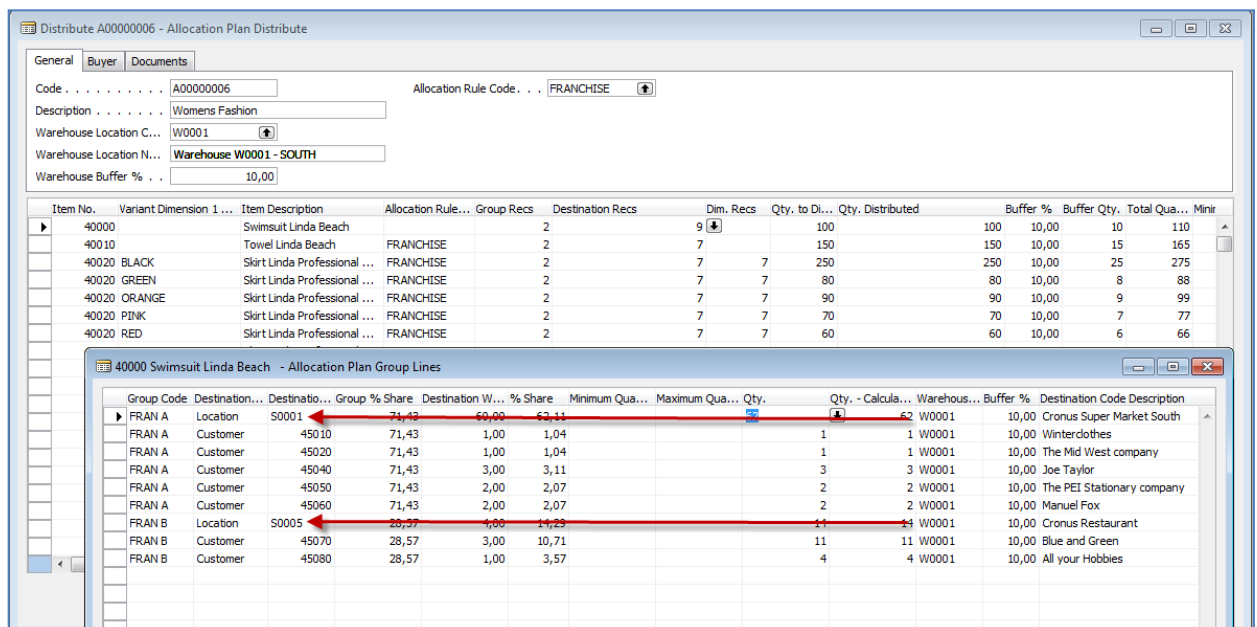 Distribute A00000006 - Allocation Plan Distribute
General Buyer Documents
Code . . . . . . . . . . A00000006 Allocation Rule Code. . . FRANCHISE
Description . . . . . . . Womens Fashion
Warehouse Location C... W0001
Warehouse Location N... Warehouse W0001 - SOUTH
Warehouse Buffer % . . 10,00
Item No. Variant Dimension 1 ... Item Description Allocation Rule... Group Recs Destination Recs Dim. Recs Qty. to Di... Qty. Distributed Buffer % Buffer Qty. Total Qua... Minir
40000 Swimsuit Linda Beach 2 9 100 100 10,00 10 110
40010 Towel Linda Beach FRANCHISE 2 7 150 150 10,00 15 165
40020 BLACK Skirt Linda Professional ... FRANCHISE 2 7 7 250 250 10,00 25 275
40020 GREEN Skirt Linda Professional ... FRANCHISE 2 7 7 80 80 10,00 8 88
40020 ORANGE Skirt Linda Professional ... FRANCHISE 2 7 7 90 90 10,00 9 99
40020 PINK Skirt Linda Professional ... FRANCHISE 2 7 7 70 70 10,00 7 77
40020 RED Skirt Linda Professional ... FRANCHISE 2 7 7 60 60 10,00 6 66
40000 Swimsuit Linda Beach - Allocation Plan Group Lines
Group Code Destination... Destinatio... Group % Share Destination W... % Share Minimum Qua... Maximum Qua... Qty. Qty. - Calcula... Warehous... Buffer % Destination Code Description
FRAN A Location S0001 71,43 60,00 62,11 62 62 W0001 10,00 Cronus Super Market South
FRAN A Customer 45010 71,43 1,00 1,04 1 1 W0001 10,00 Winterclothes
FRAN A Customer 45020 71,43 1,00 1,04 1 1 W0001 10,00 The Mid West company
FRAN A Customer 45040 71,43 3,00 3,11 3 3 W0001 10,00 Joe Taylor
FRAN A Customer 45050 71,43 2,00 2,07 2 2 W0001 10,00 The PEI Stationary company
FRAN A Customer 45060 71,43 2,00 2,07 2 2 W0001 10,00 Manuel Fox
FRAN B Location S0005 28,57 4,00 14,29 14 14 W0001 10,00 Cronus Restaurant
FRAN B Customer 45070 28,57 3,00 10,71 11 11 W0001 10,00 Blue and Green
FRAN B Customer 45080 28,57 1,00 3,57 4 4 W0001 10,00 All your Hobbies